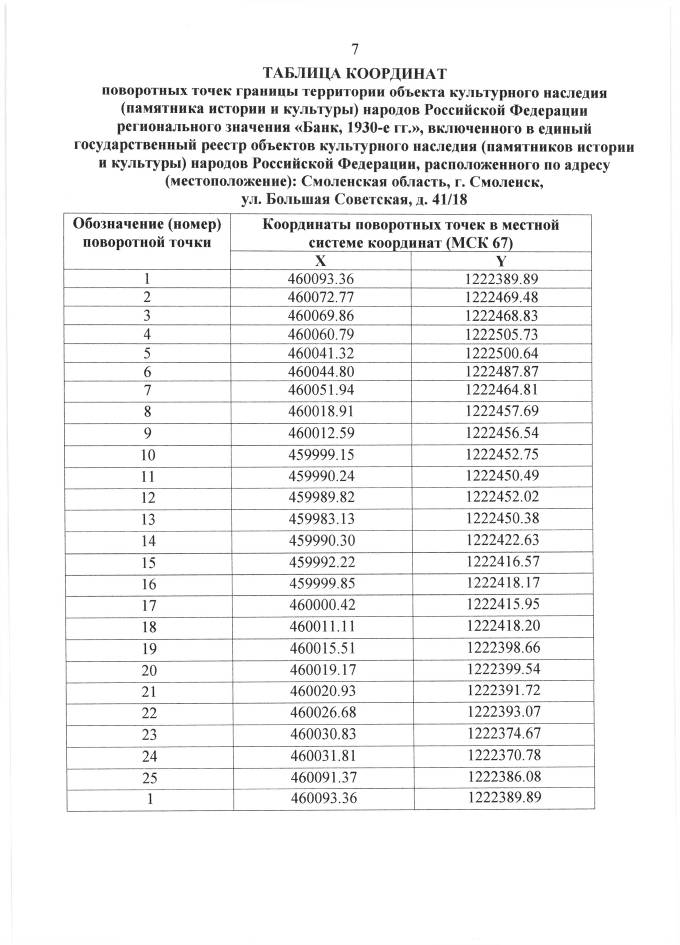 7
ТАБЛИЦА КООРДИНАТ
поворотных точек границы территории объекта культурного наследия
(памятника истории и культуры) народов Российской Федерации
регионального значения «Банк, 1930-е гг.», включенного в единый
государственный реестр объектов культурного наследия (памятников истории
и культуры) народов Российской Федерации, расположенного по адресу
(местоположение): Смоленская область, г. Смоленск,
ул. Большая Советская, д. 41/18
Обозначение (номер) поворотной точки Координаты поворотных точек в местной системе координат (МСК 67)
X Y
1 460093.36 1222389.89
2 460072.77 1222469.48
3 460069.86 1222468.83
4 460060.79 1222505.73
5 460041.32 1222500.64
6 460044.80 1222487.87
7 460051.94 1222464.81
8 460018.91 1222457.69
9 460012.59 1222456.54
10 459999.15 1222452.75
11 459990.24 1222450.49
12 459989.82 1222452.02
13 459983.13 1222450.38
14 459990.30 1222422.63
15 459992.22 1222416.57
16 459999.85 1222418.17
17 460000.42 1222415.95
18 460011.11 1222418.20
19 460015.51 1222398.66
20 460019.17 1222399.54
21 460020.93 1222391.72
22 460026.68 1222393.07
23 460030.83 1222374.67
24 460031.81 1222370.78
25 460091.37 1222386.08
1 460093.36 1222389.89